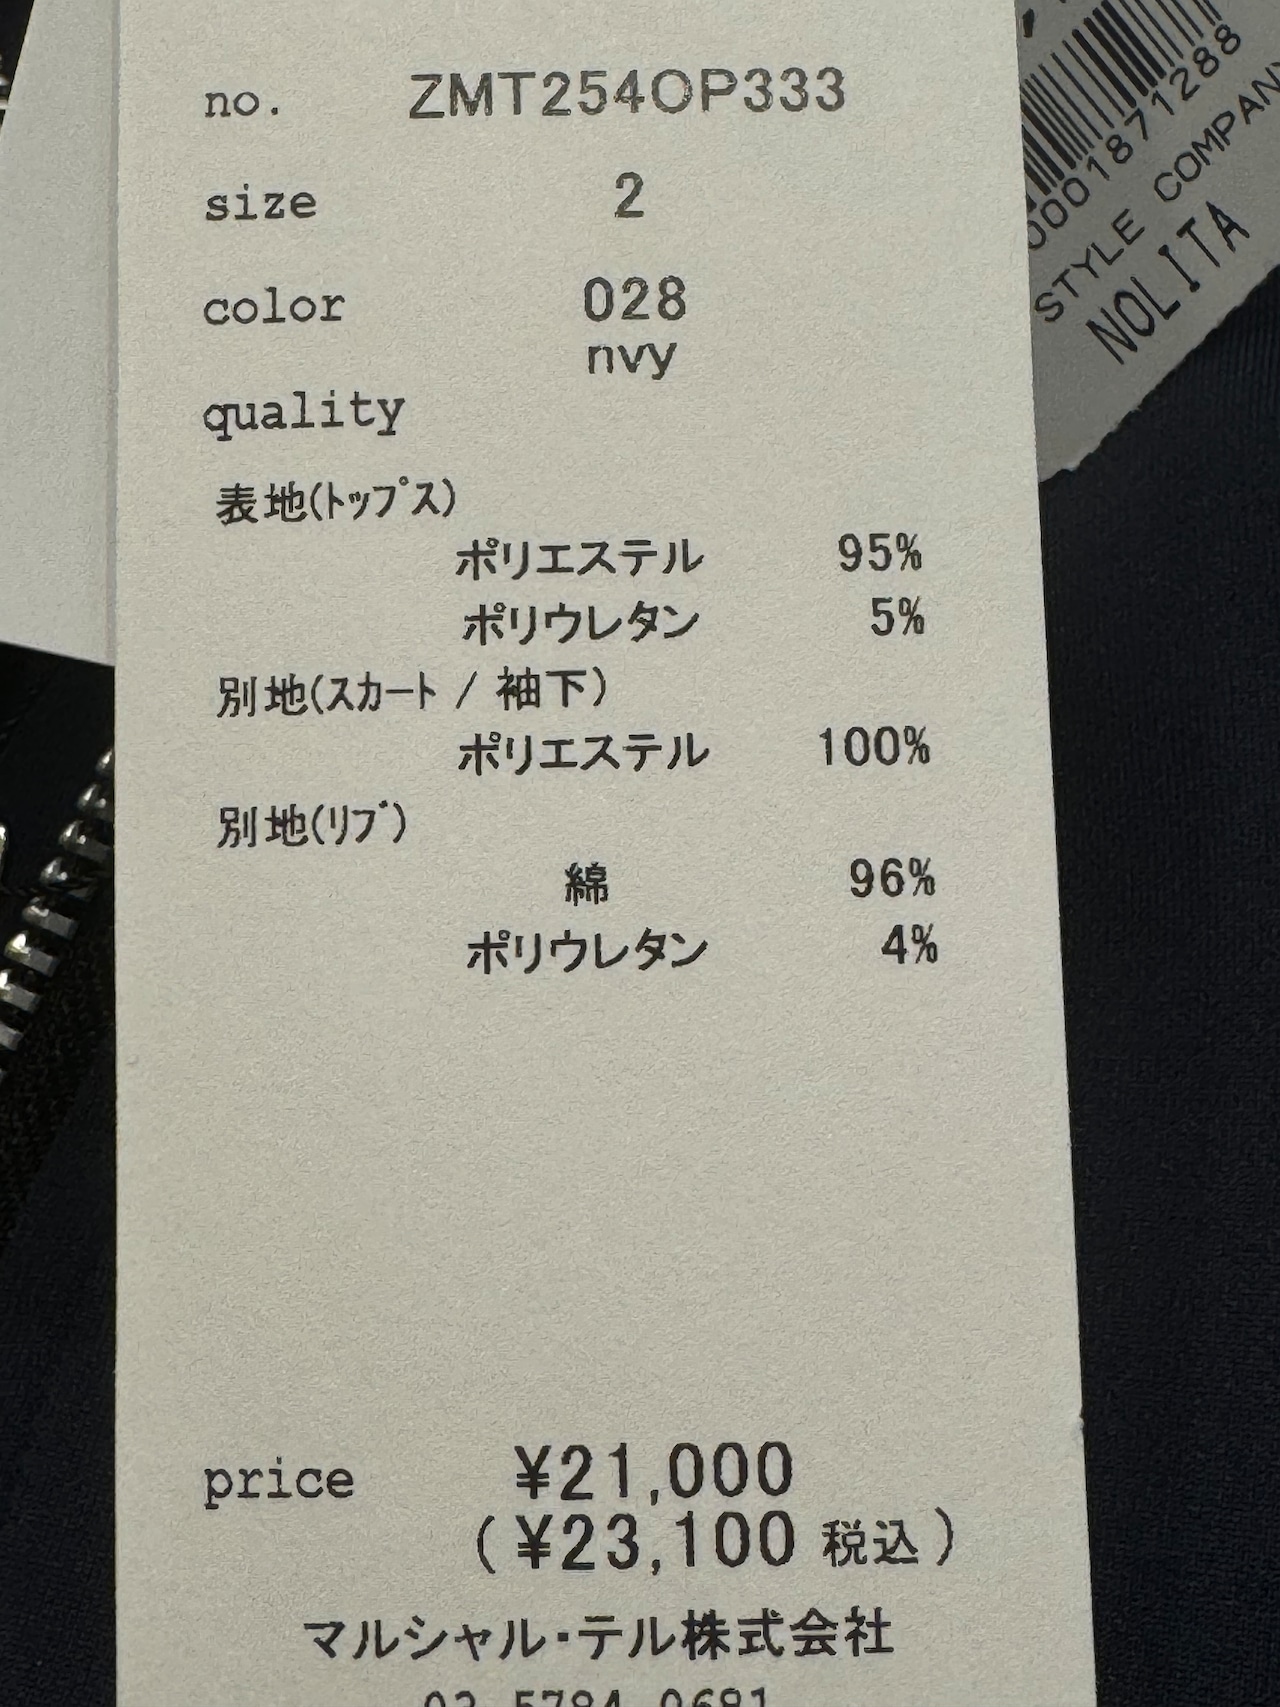 no. ZMT254OP333
size 2
color 028
nvy
quality
表地(トップス)
ポリエステル 95%
ポリウレタン 5%
別地(スカート / 袖下)
ポリエステル 100%
別地(リブ)
綿 96%
ポリウレタン 4%
price ¥21,000
(¥23,100 税込)
マルシャル・テル株式会社
0001871288
STYLE COMPANY
NOLITA